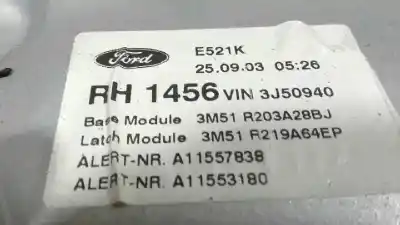 Ford
E521K
25.09.03 05:26
RH 1456 VIN 3J50940
Base Module 3M51 R203A28BJ
Latch Module 3M51 R219A64EP
ALERT-NR. A11557838
ALERT-NR. A11553180